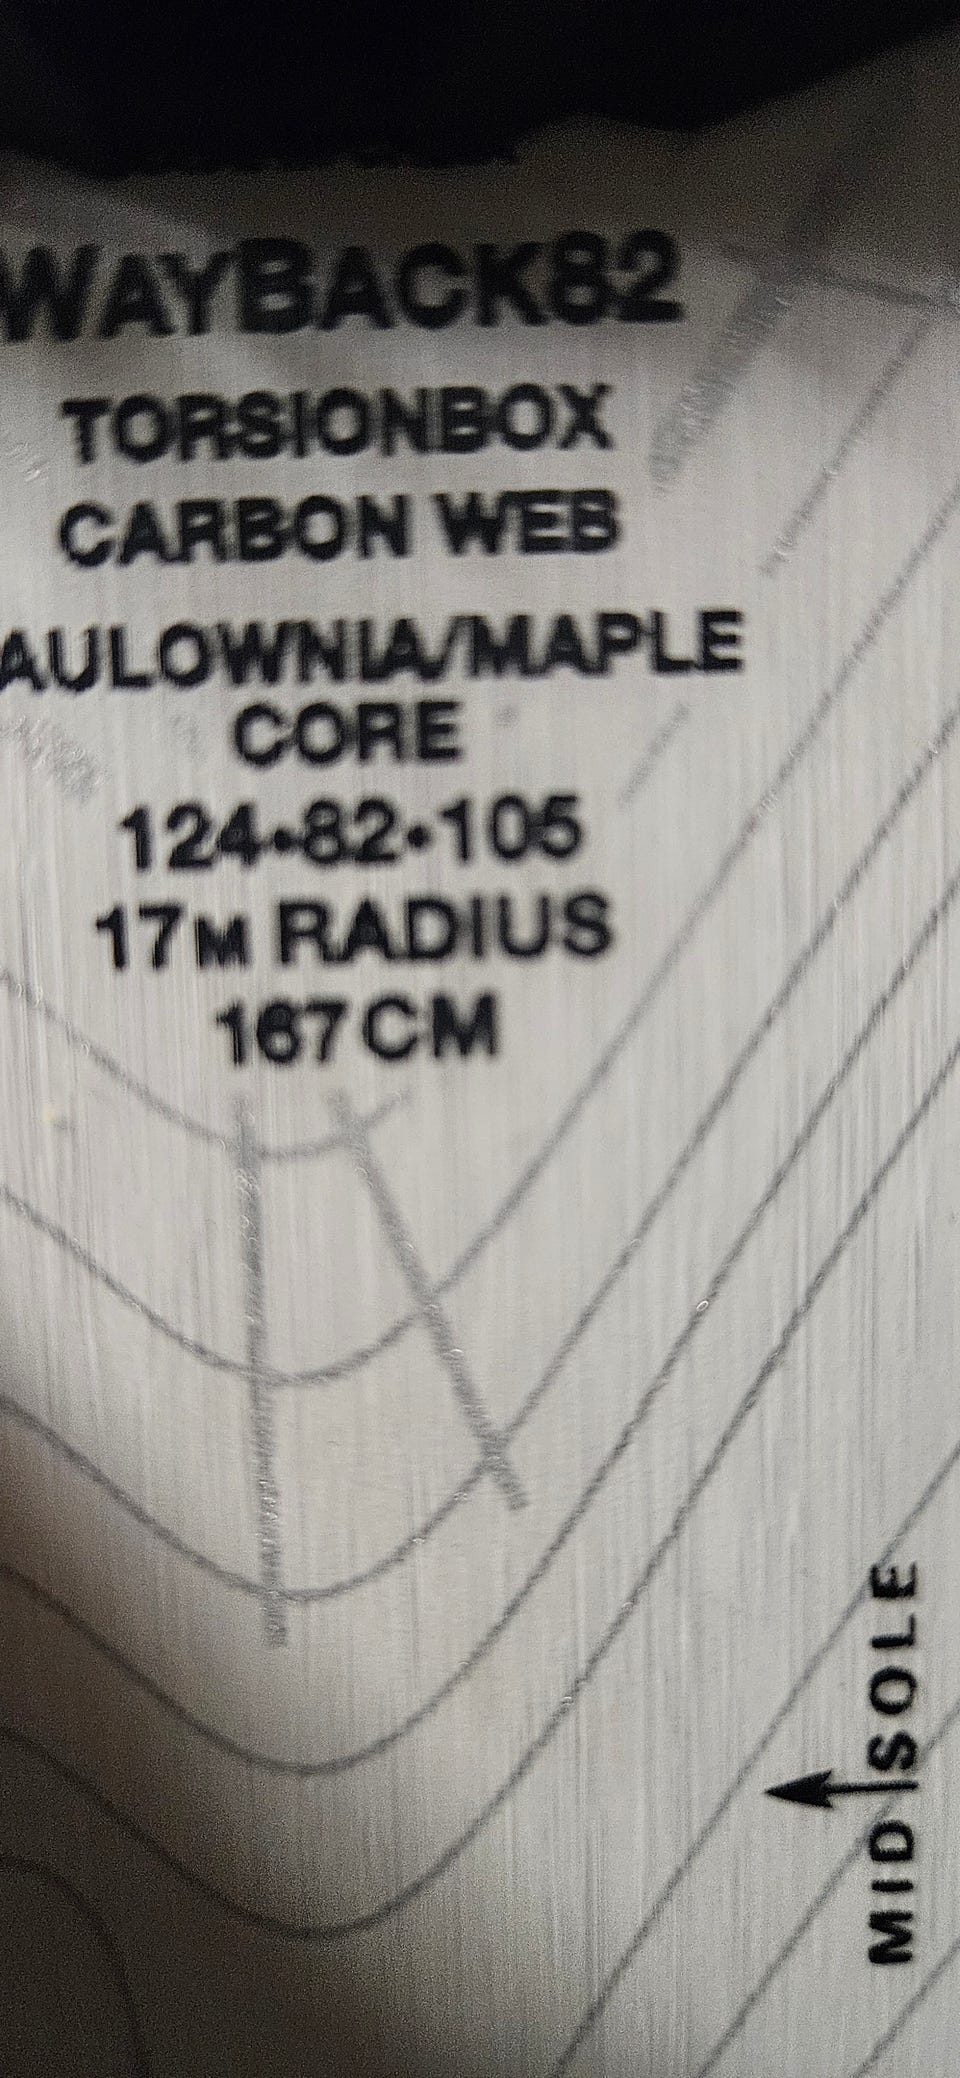 WAYBACK82
TORSIONBOX
CARBON WEB
AULOWNIA/MAPLE
CORE
124•82•105
17M RADIUS
167CM
MID SOLE